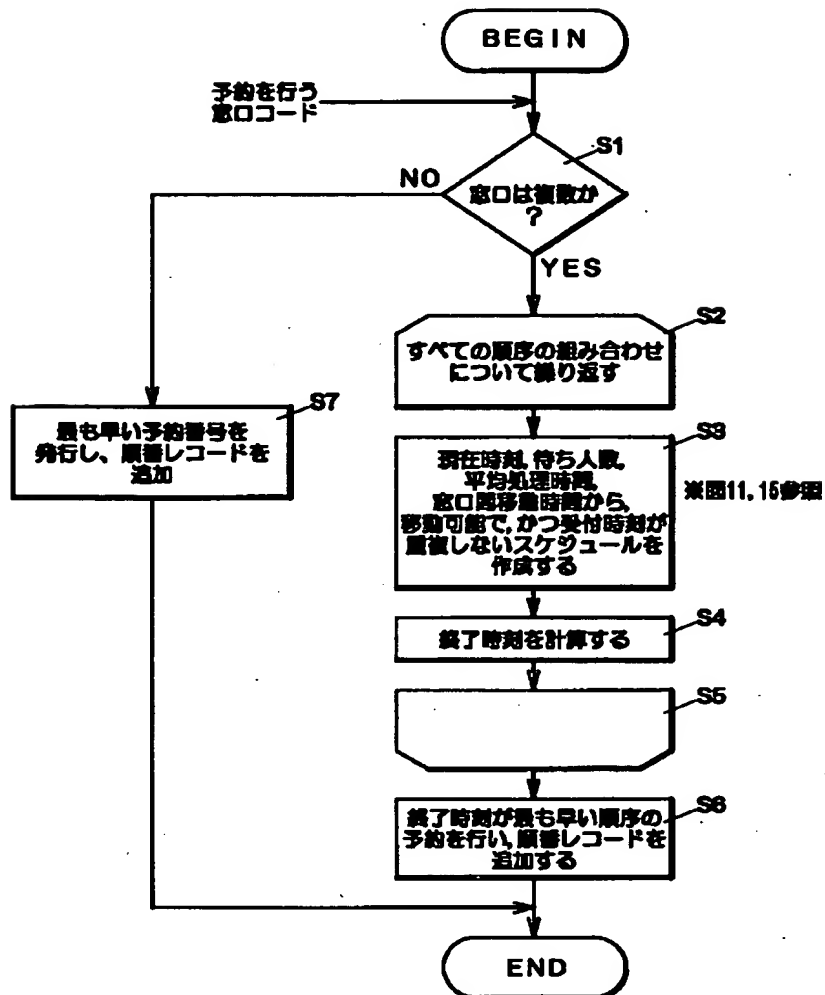 BEGIN
予約を行う
窓口コード
S1
NO
窓口は複数か
?
YES
S2
すべての順序の組み合わせ
について繰り返す
S7
最も早い予約番号を
発行し、順番レコードを
追加
S3
現在時刻,待ち人数,
平均処理時間,
窓口間移動時間から,
移動可能で,かつ受付時刻が
重複しないスケジュールを
作成する
※図11,15参照
S4
終了時刻を計算する
S5
S6
終了時刻が最も早い順序の
予約を行い,順番レコードを
追加する
END